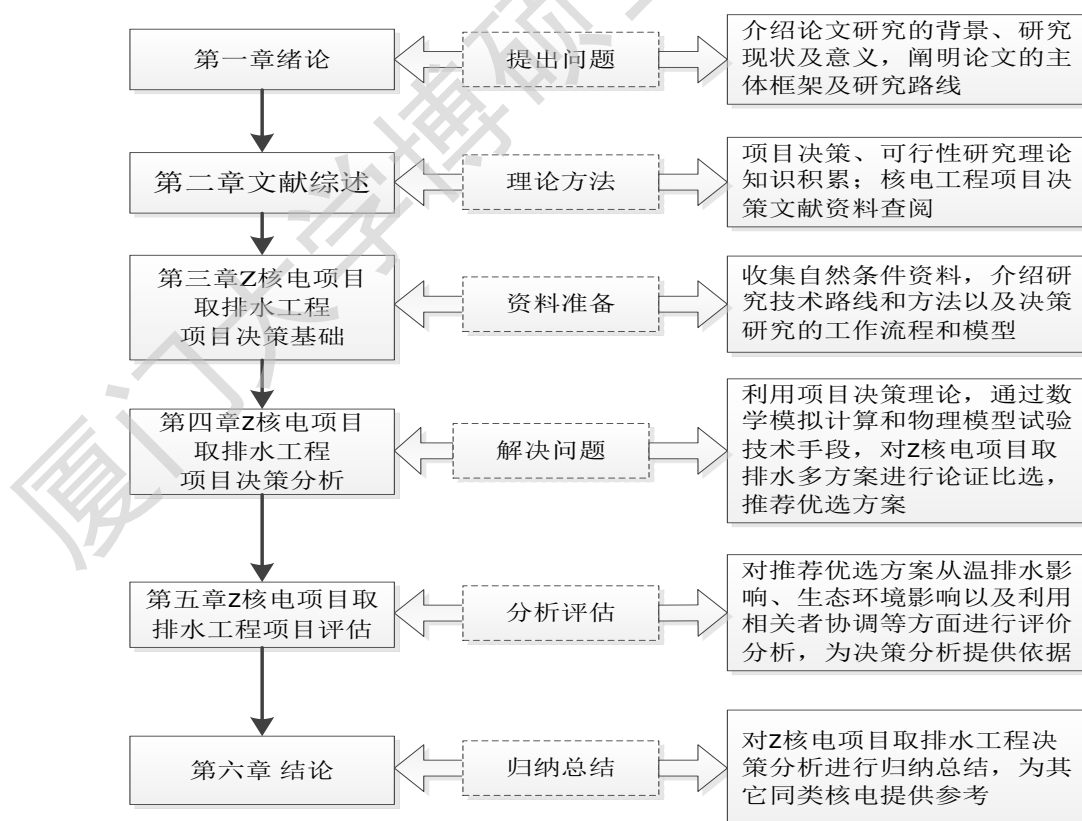 第一章绪论
提出问题
介绍论文研究的背景、研究
现状及意义，阐明论文的主
体框架及研究路线
第二章文献综述
理论方法
项目决策、可行性研究理论
知识积累；核电工程项目决
策文献资料查阅
第三章Z核电项目
取排水工程
项目决策基础
资料准备
收集自然条件资料，介绍研
究技术路线和方法以及决策
研究的工作流程和模型
第四章z核电项目
取排水工程
项目决策分析
解决问题
利用项目决策理论，通过数
学模拟计算和物理模型试验
技术手段，对z核电项目取
排水多方案进行论证比选，
推荐优选方案
第五章z核电项目取
排水工程项目评估
分析评估
对推荐优选方案从温排水影
响、生态环境影响以及利用
相关者协调等方面进行评价
分析，为决策分析提供依据
第六章 结论
归纳总结
对z核电项目取排水工程决
策分析进行归纳总结，为其
它同类核电提供参考
厦门大学博硕